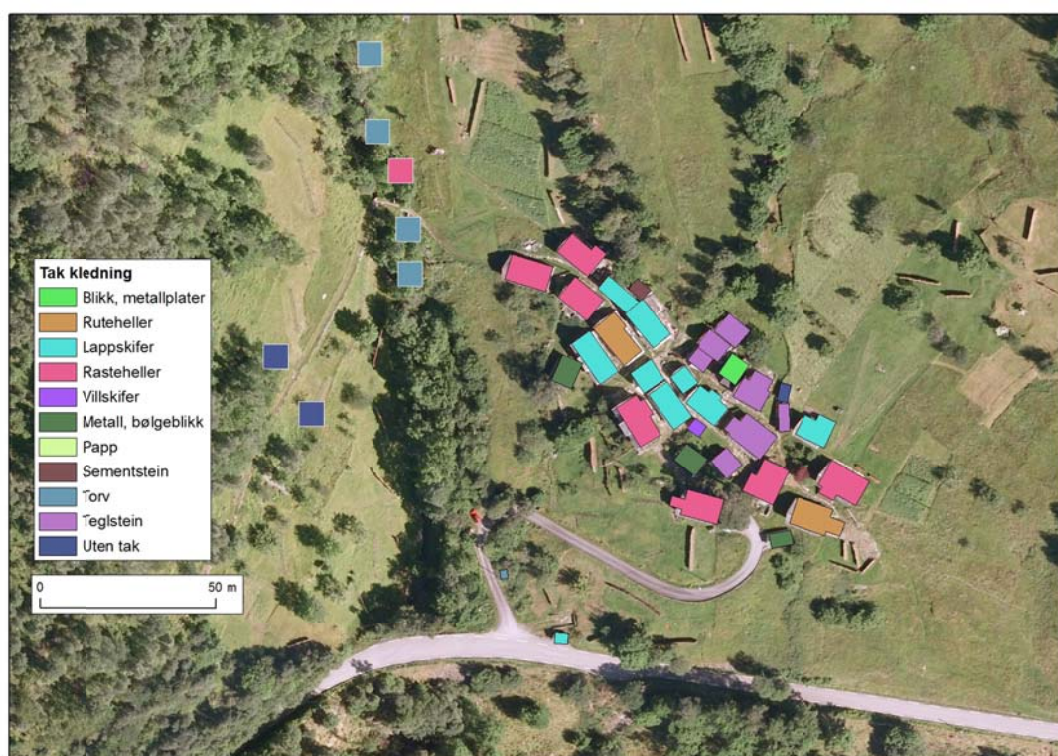 Tak kledning
Blikk, metallplater
Ruteheller
Lappskifer
Rasteheller
Villskifer
Metall, bølgeblikk
Papp
Sementstein
Torv
Teglstein
Uten tak
0 50 m